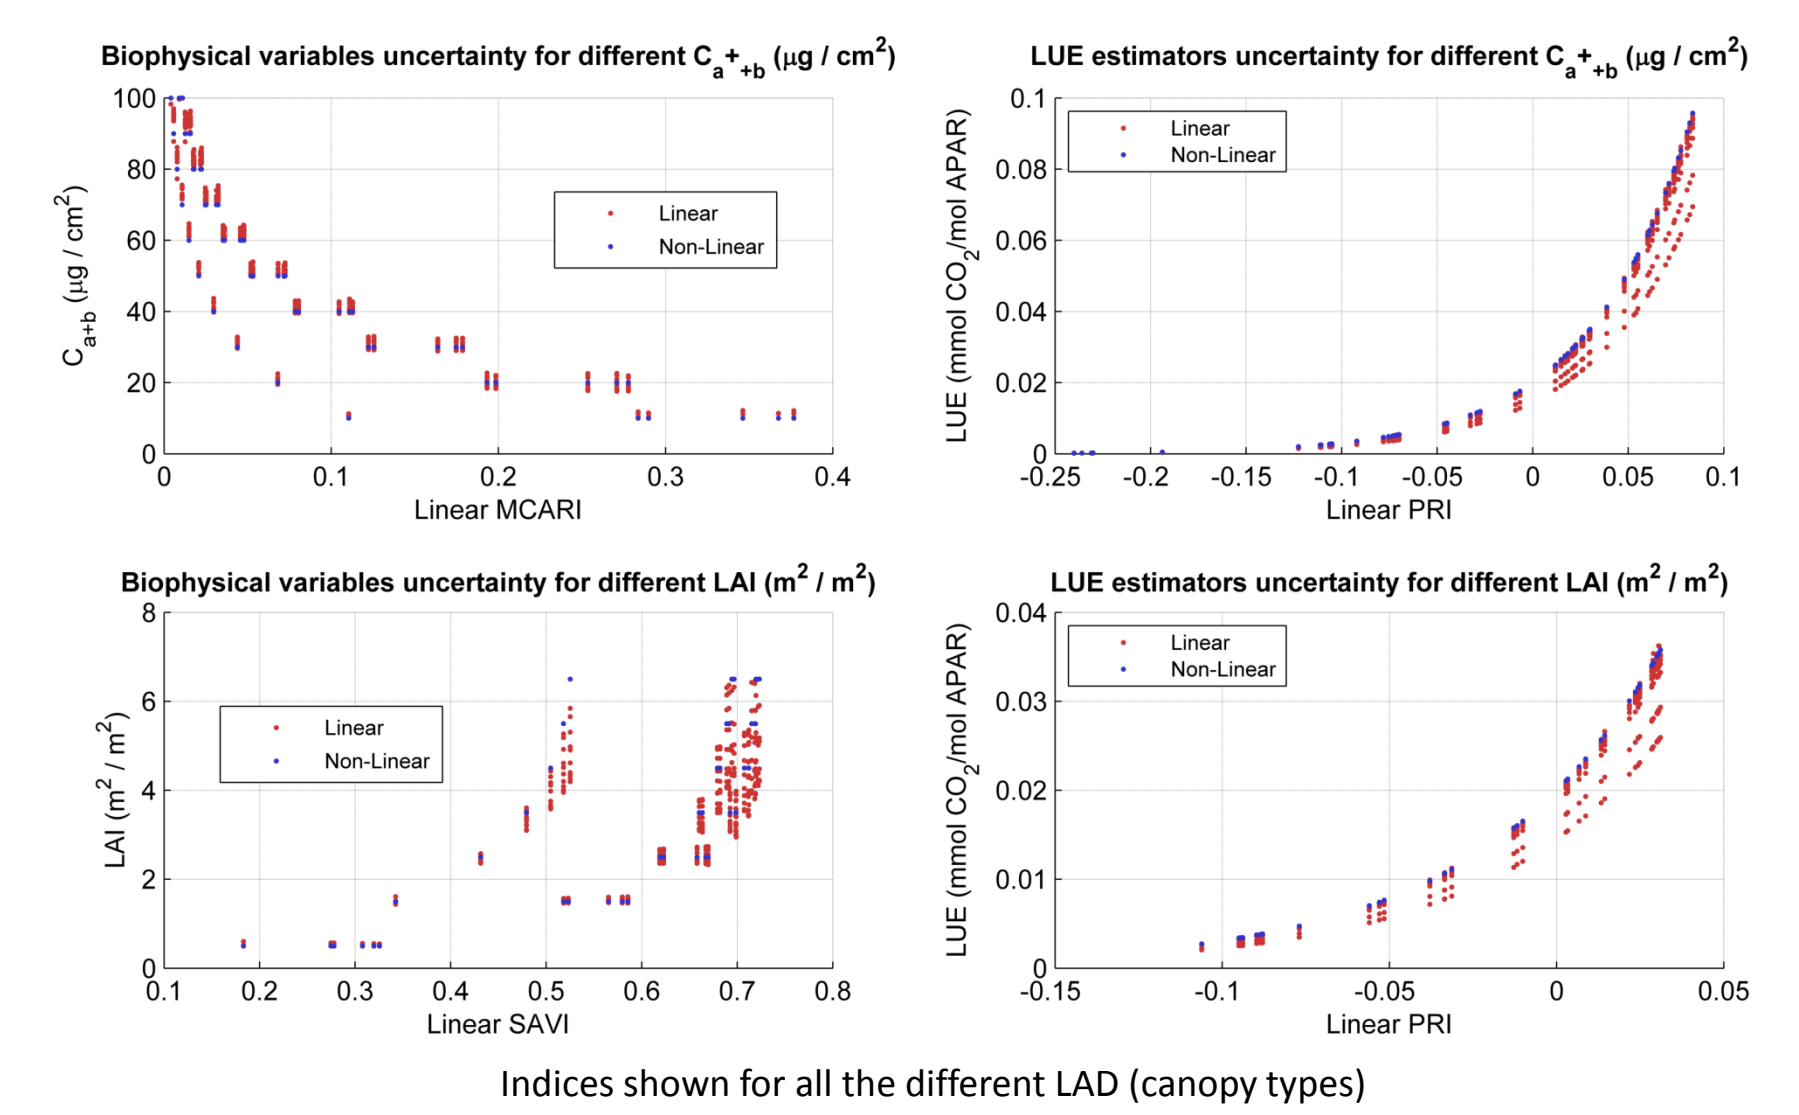 Biophysical variables uncertainty for different Ca++b (μg / cm2)
100
80
60
40
20
0
Ca+b (μg / cm2)
Linear
Non-Linear
0 0.1 0.2 0.3 0.4
Linear MCARI
LUE estimators uncertainty for different Ca++b (μg / cm2)
0.1
0.08
0.06
0.04
0.02
0
LUE (mmol CO2/mol APAR)
Linear
Non-Linear
-0.25 -0.2 -0.15 -0.1 -0.05 0 0.05 0.1
Linear PRI
Biophysical variables uncertainty for different LAI (m2 / m2)
8
6
4
2
0
LAI (m2 / m2)
Linear
Non-Linear
0.1 0.2 0.3 0.4 0.5 0.6 0.7 0.8
Linear SAVI
LUE estimators uncertainty for different LAI (m2 / m2)
0.04
0.03
0.02
0.01
0
LUE (mmol CO2/mol APAR)
Linear
Non-Linear
-0.15 -0.1 -0.05 0 0.05
Linear PRI
Indices shown for all the different LAD (canopy types)